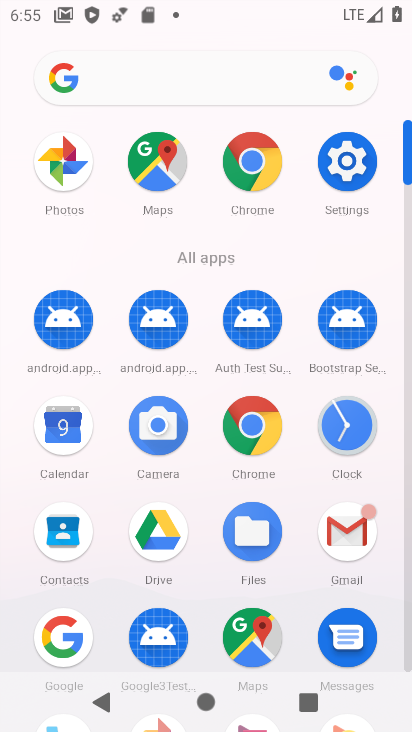 6:55 LTE
Photos Maps Chrome Settings
All apps
android.app.... android.app.... Auth Test Su... Bootstrap Se...
Calendar Camera Chrome Clock
Contacts Drive Files Gmail
Google Google3Test... Maps Messages